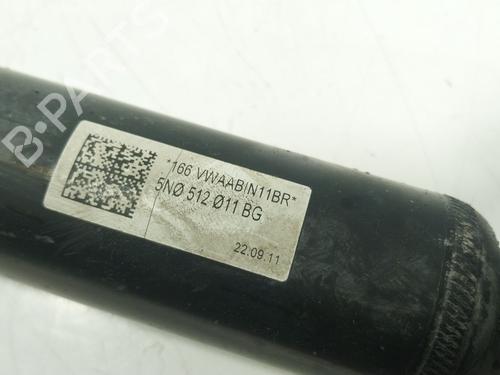 B-PARTS
*166 VWAABIN11BR*
5NØ 512 Ø11 BG
22.09.11